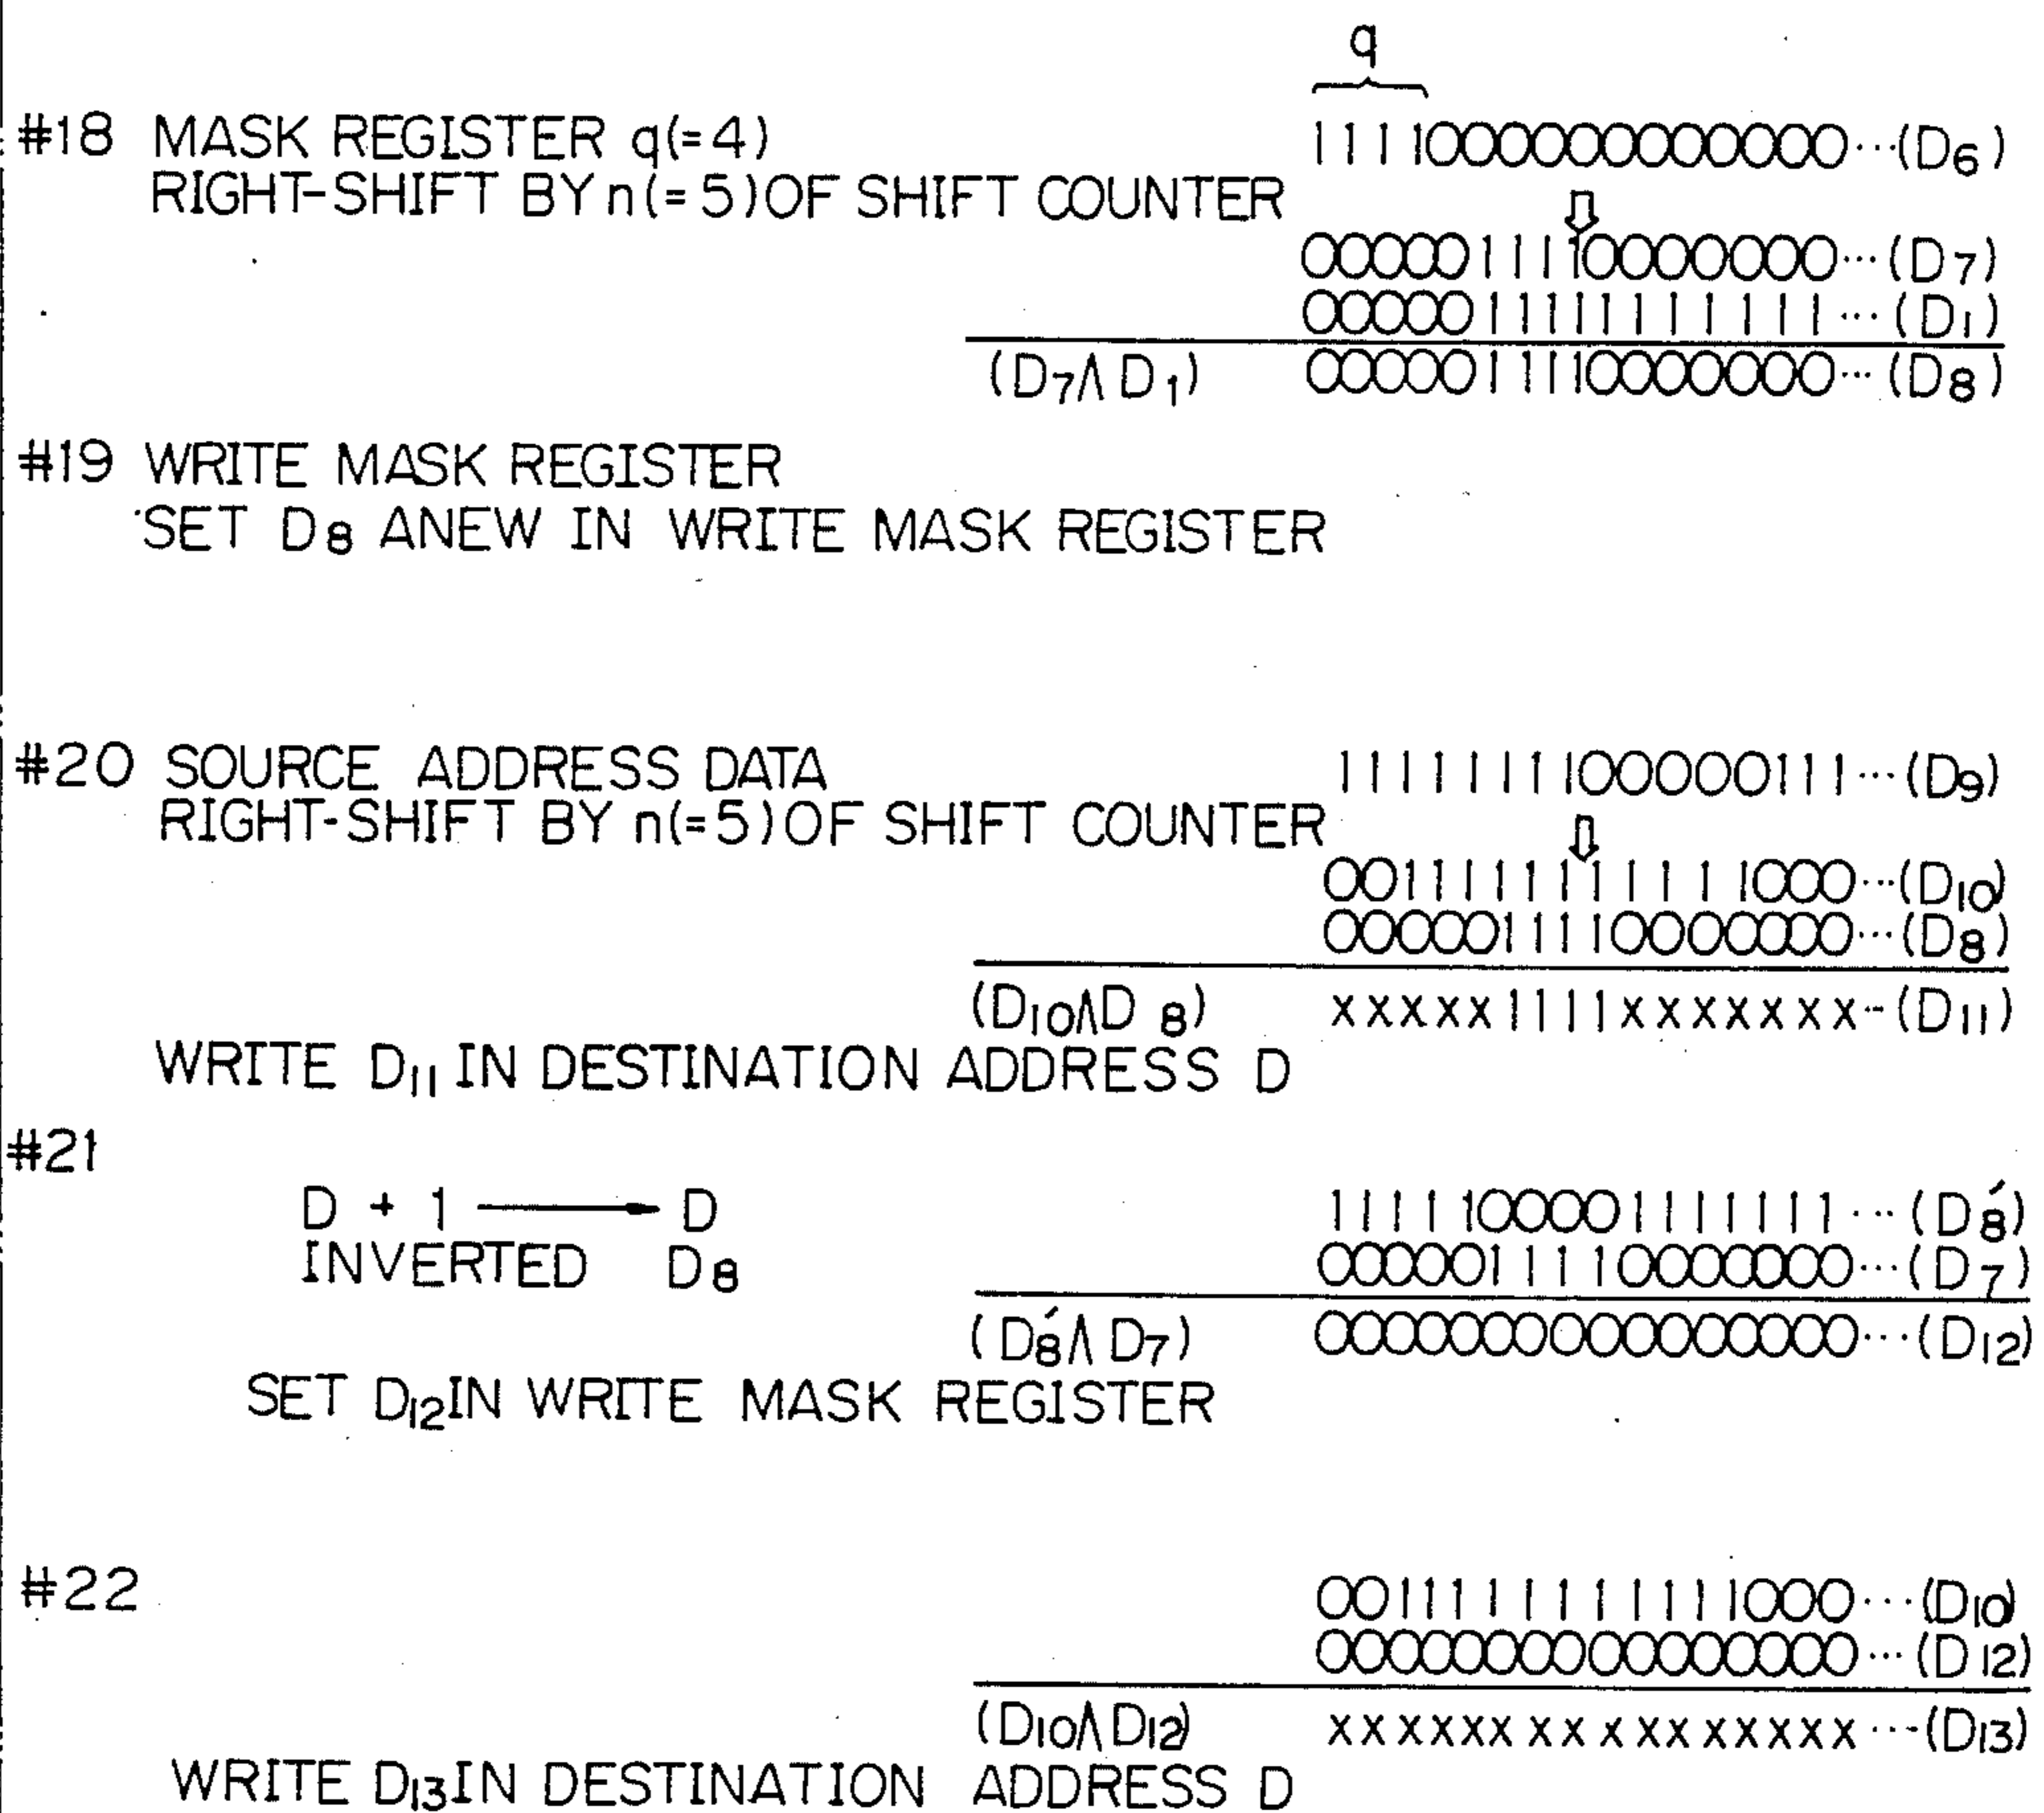 q
#18 MASK REGISTER q(=4) 1111000000000000···(D6)
RIGHT-SHIFT BY n(=5)OF SHIFT COUNTER
0000011110000000···(D7)
0000011111111111···(D1)
(D7∧D1) 0000011110000000···(D8)
#19 WRITE MASK REGISTER
SET D8 ANEW IN WRITE MASK REGISTER
#20 SOURCE ADDRESS DATA 1111111100000111···(D9)
RIGHT-SHIFT BY n(=5)OF SHIFT COUNTER
0011111111111000···(D10)
0000011110000000···(D8)
(D10∧D8) xxxxx1111xxxxxxx···(D11)
WRITE D11 IN DESTINATION ADDRESS D
#21
D + 1 → D 1111100001111111···(D8́)
INVERTED D8 0000011110000000···(D7)
(D8́∧D7) 0000000000000000···(D12)
SET D12 IN WRITE MASK REGISTER
#22 0011111111111000···(D10)
0000000000000000···(D12)
(D10∧D12) xxxxxxxxxxxxxxxx···(D13)
WRITE D13 IN DESTINATION ADDRESS D